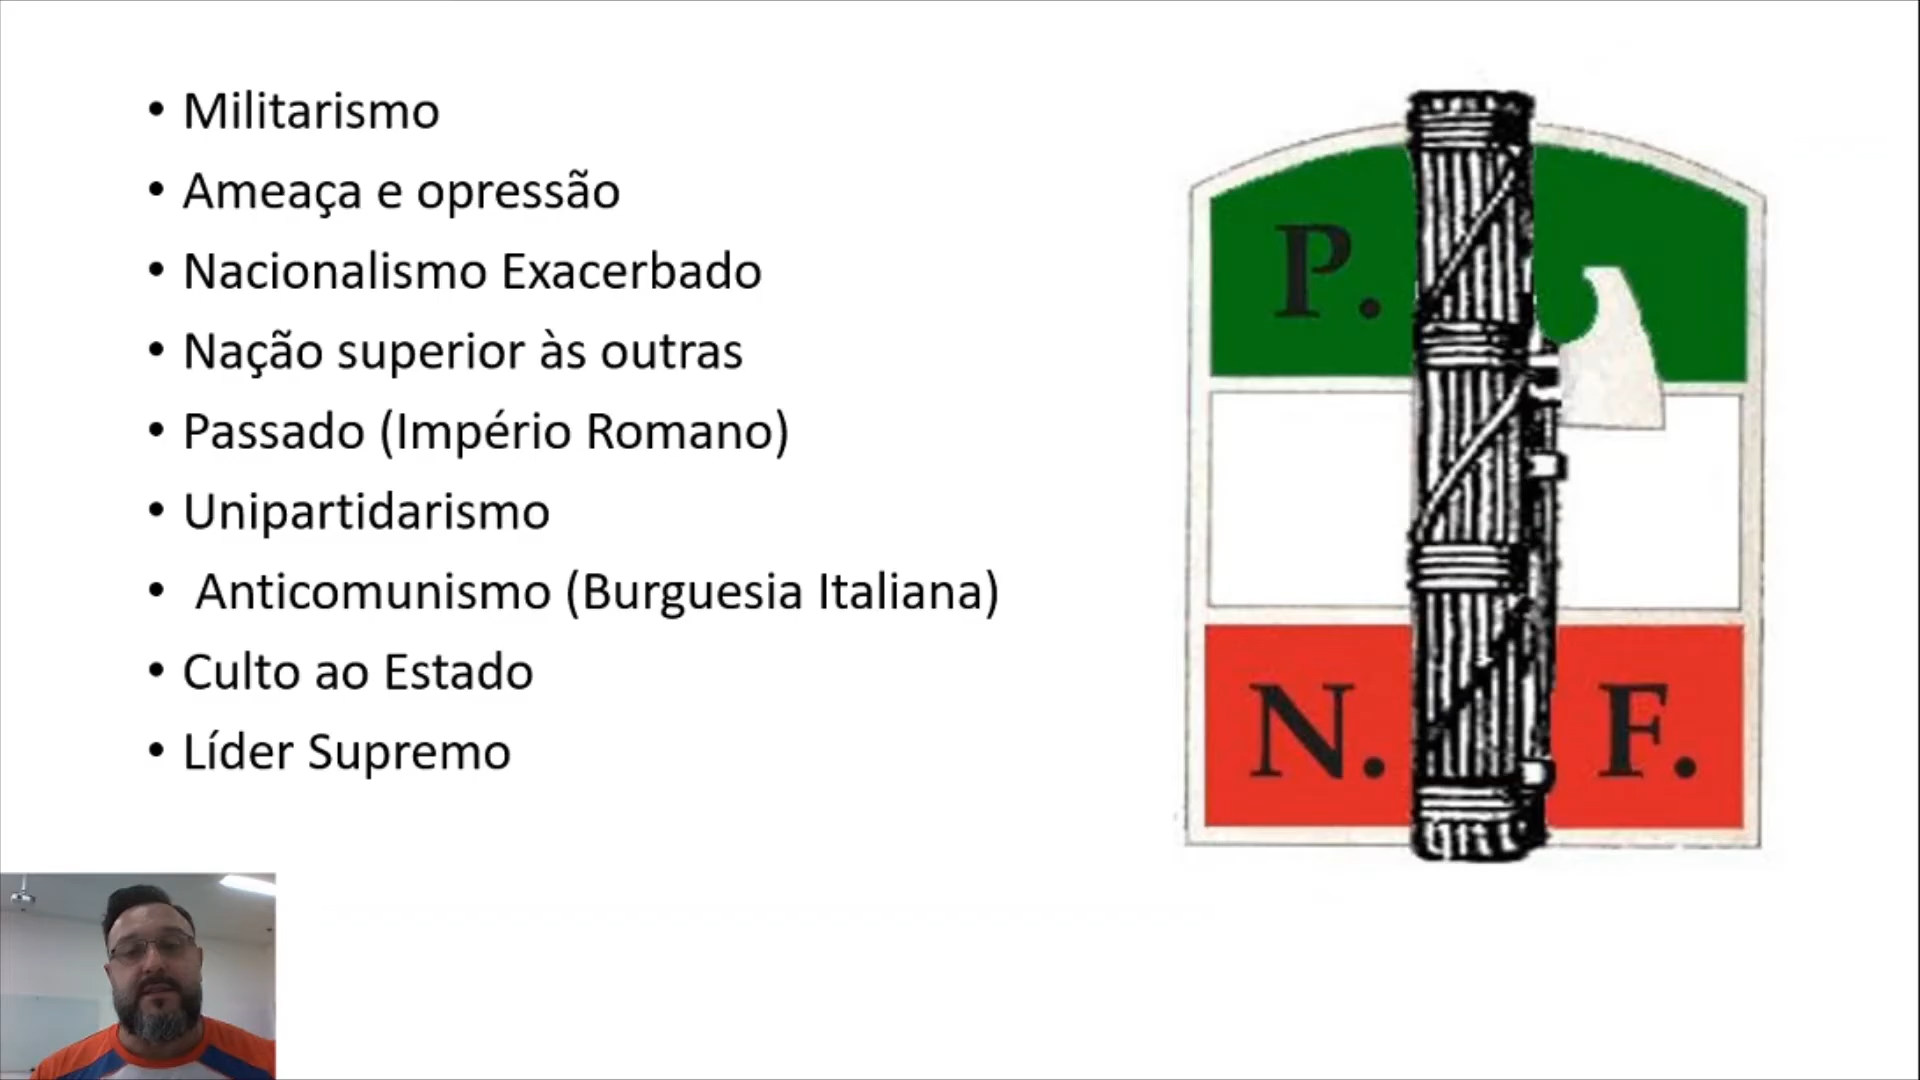 • Militarismo
• Ameaça e opressão
• Nacionalismo Exacerbado
• Nação superior às outras
• Passado (Império Romano)
• Unipartidarismo
• Anticomunismo (Burguesia Italiana)
• Culto ao Estado
• Líder Supremo
P.
N. F.